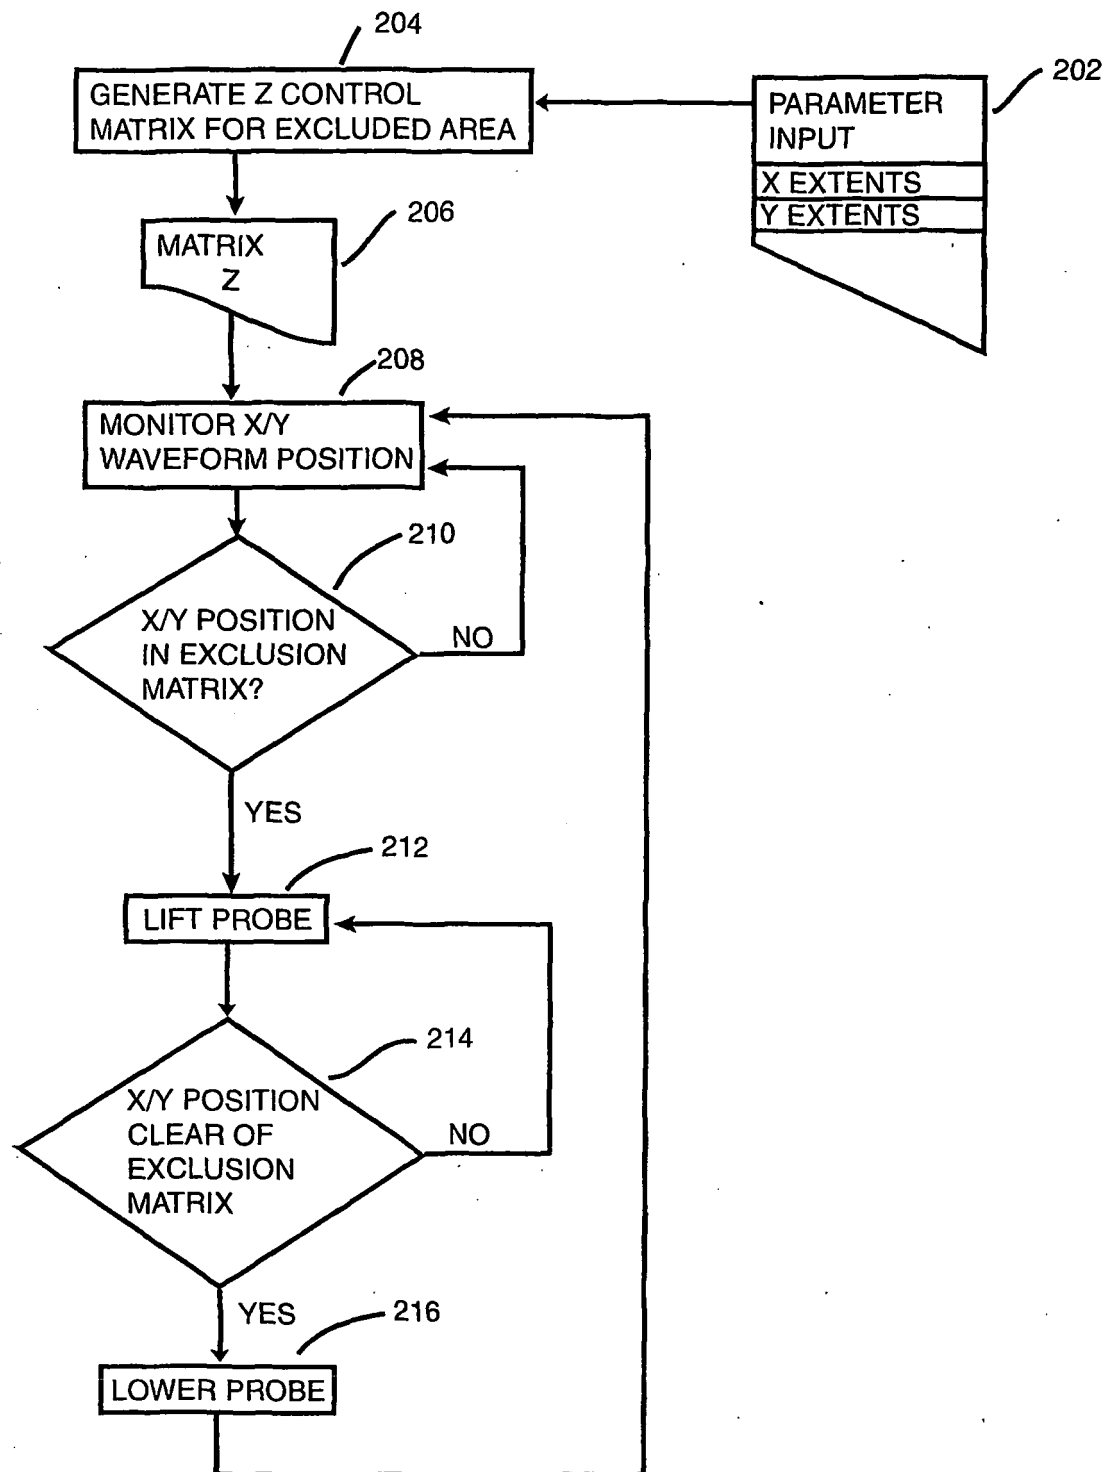 204
GENERATE Z CONTROL
MATRIX FOR EXCLUDED AREA
202
PARAMETER
INPUT
X EXTENTS
Y EXTENTS
206
MATRIX
Z
208
MONITOR X/Y
WAVEFORM POSITION
210
X/Y POSITION
IN EXCLUSION
MATRIX?
NO
YES
212
LIFT PROBE
214
X/Y POSITION
CLEAR OF
EXCLUSION
MATRIX
NO
YES
216
LOWER PROBE